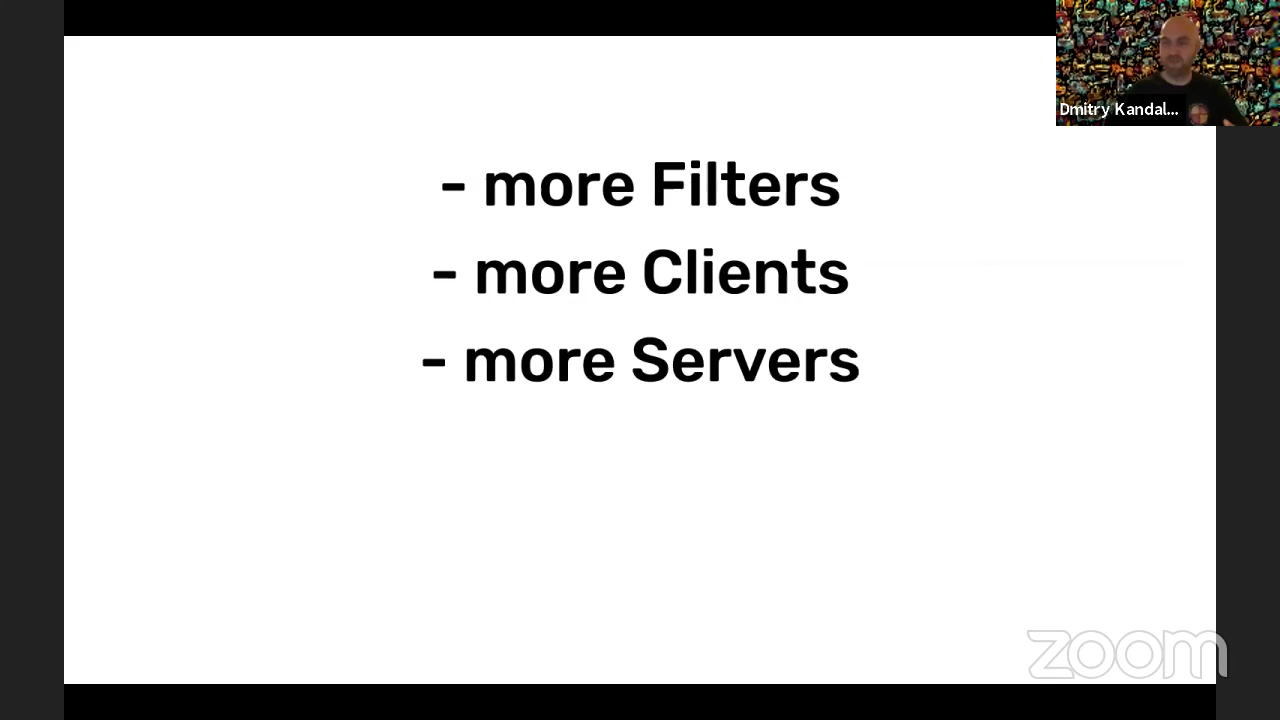 Dmitry Kandal...
- more Filters
- more Clients
- more Servers
zoom